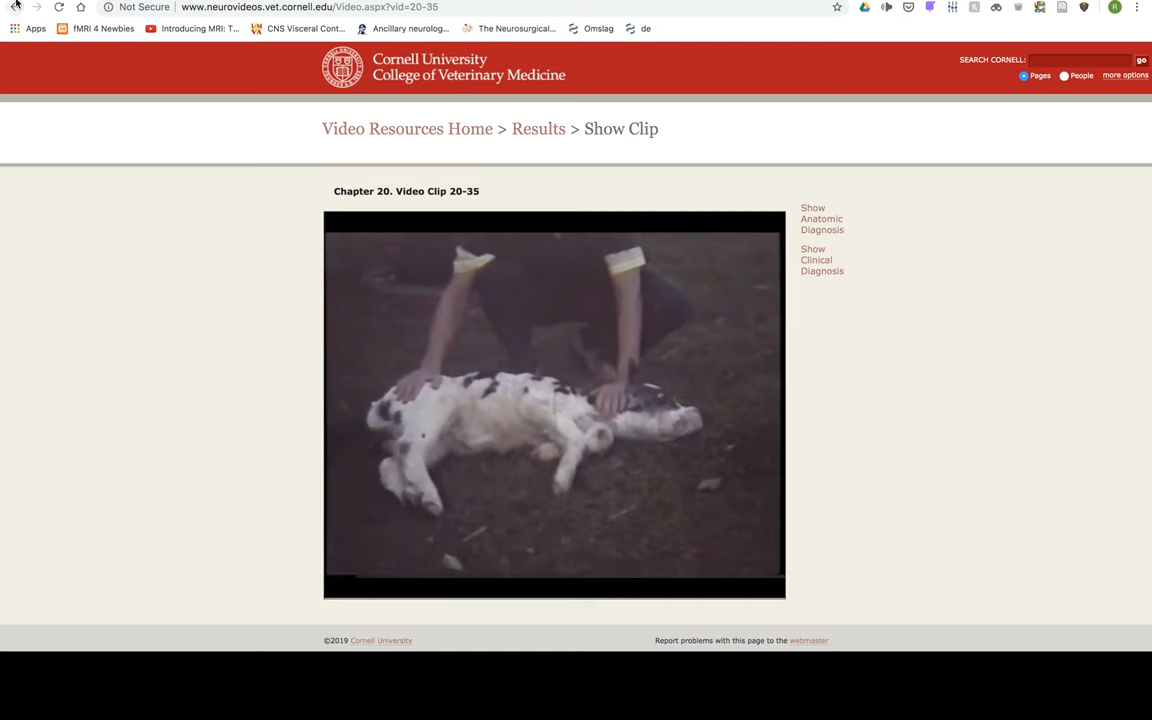 Not Secure | www.neurovideos.vet.cornell.edu/Video.aspx?vid=20-35
R
Apps fMRI 4 Newbies Introducing MRI: T... CNS Visceral Cont... Ancillary neurolog... The Neurosurgical... Omslag de
Cornell University
College of Veterinary Medicine
SEARCH CORNELL: go
Pages People more options
Video Resources Home > Results > Show Clip
Chapter 20. Video Clip 20-35
Show
Anatomic
Diagnosis
Show
Clinical
Diagnosis
©2019 Cornell University
Report problems with this page to the webmaster